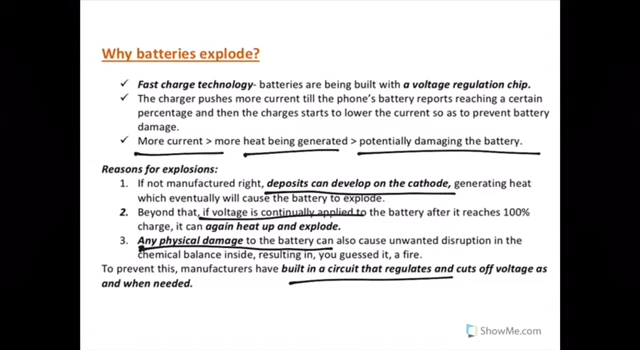 Why batteries explode?
✓ Fast charge technology- batteries are being built with a voltage regulation chip.
✓ The charger pushes more current till the phone's battery reports reaching a certain
percentage and then the charges starts to lower the current so as to prevent battery
damage.
✓ More current > more heat being generated > potentially damaging the battery.
Reasons for explosions:
1. If not manufactured right, deposits can develop on the cathode, generating heat
which eventually will cause the battery to explode.
2. Beyond that, if voltage is continually applied to the battery after it reaches 100%
charge, it can again heat up and explode.
3. Any physical damage to the battery can also cause unwanted disruption in the
chemical balance inside, resulting in, you guessed it, a fire.
To prevent this, manufacturers have built in a circuit that regulates and cuts off voltage as
and when needed.
ShowMe.com